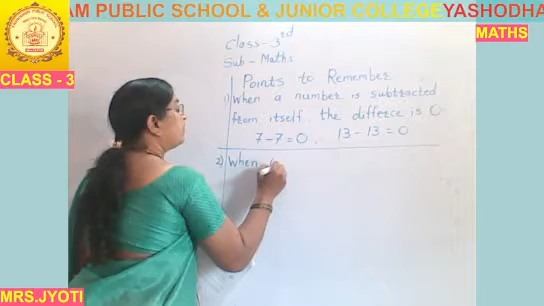 AM PUBLIC SCHOOL & JUNIOR COLLEGE YASHODHA
MATHS
CLASS - 3
Class-3rd
Sub - Maths
Points to Remember
1) When a number is subtracted
from itself, the differece is 0
7-7=0, 13-13=0
2) When
MRS.JYOTI